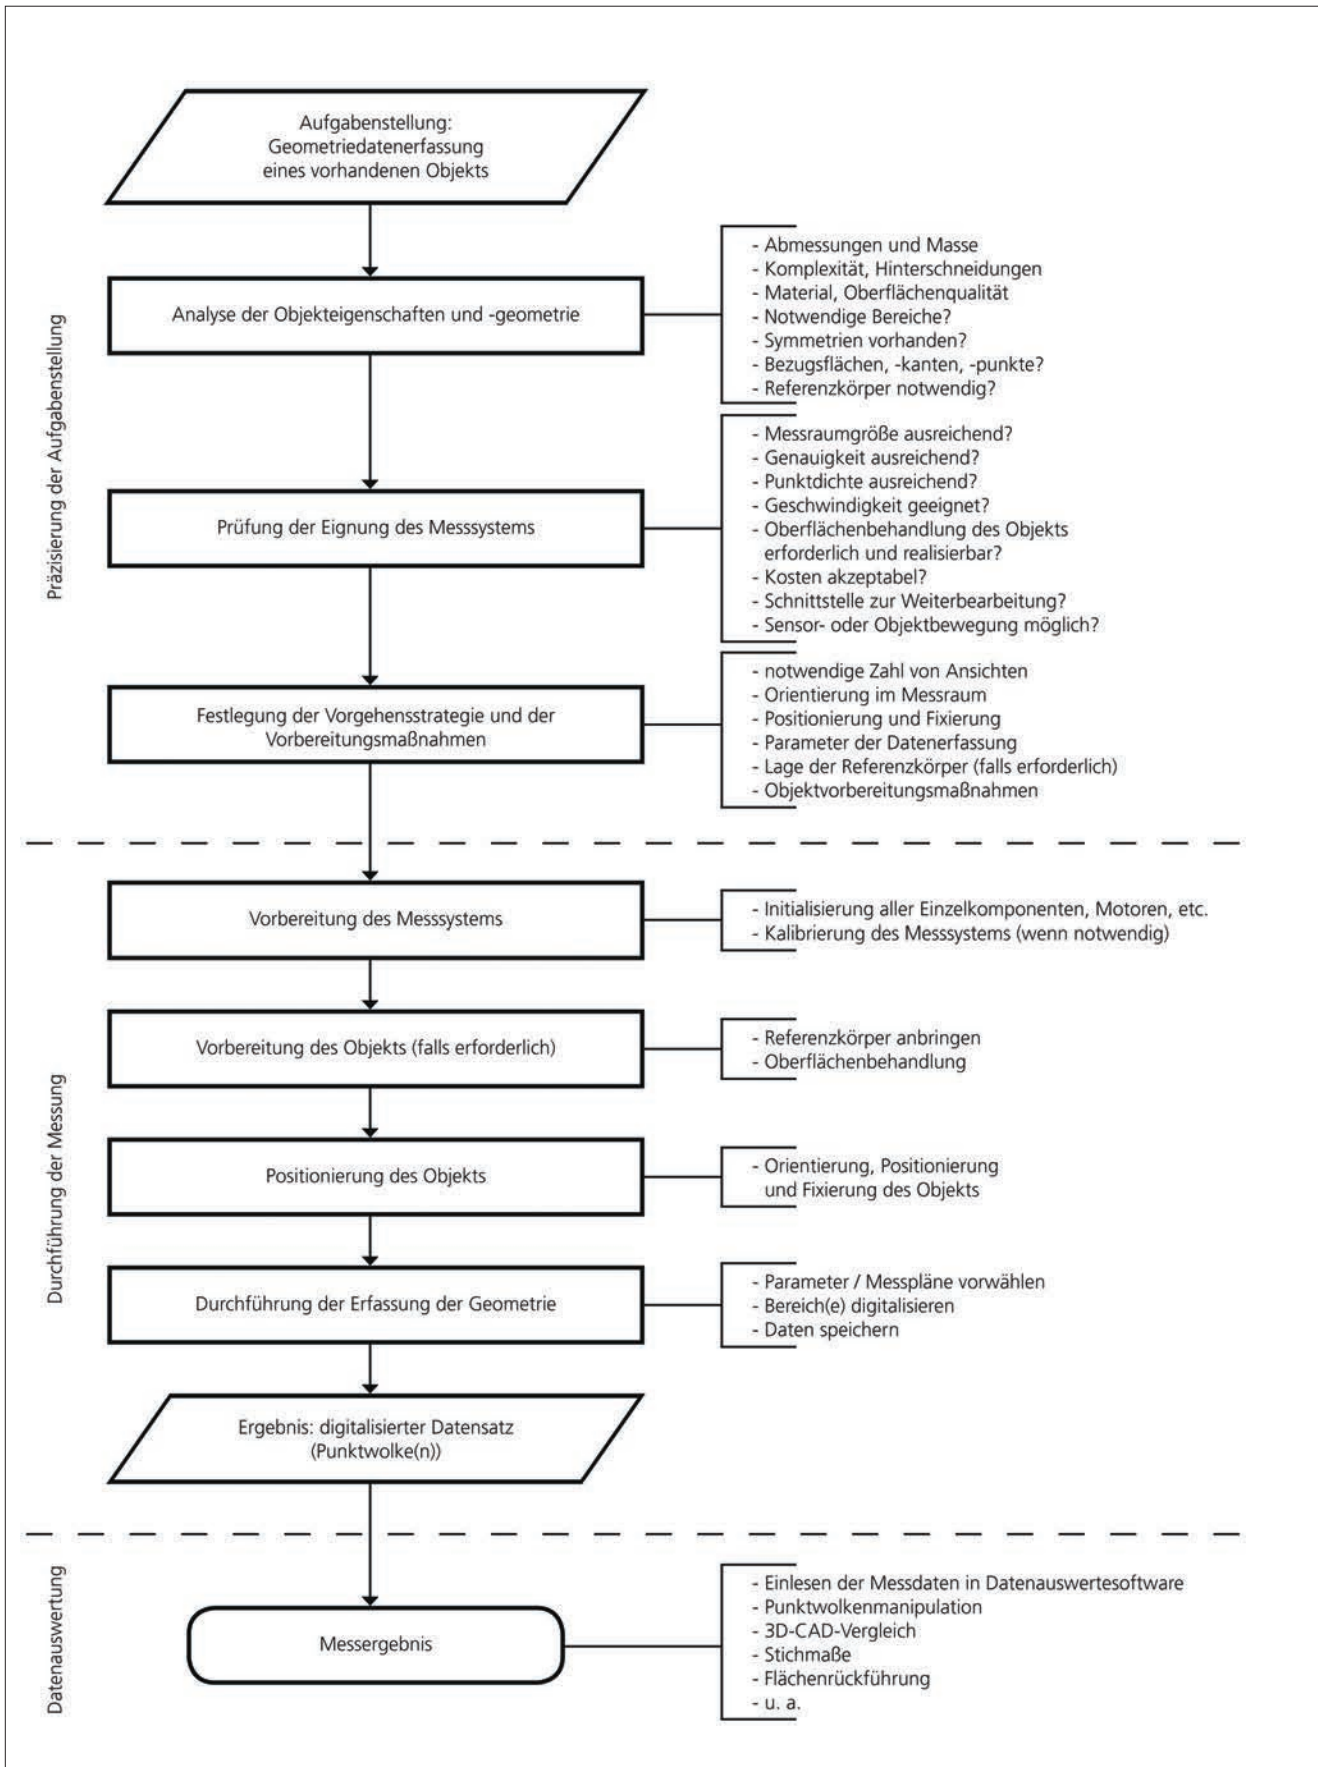 Aufgabenstellung:
Geometriedatenerfassung
eines vorhandenen Objekts
Präzisierung der Aufgabenstellung
Analyse der Objekteigenschaften und -geometrie
- Abmessungen und Masse
- Komplexität, Hinterschneidungen
- Material, Oberflächenqualität
- Notwendige Bereiche?
- Symmetrien vorhanden?
- Bezugsflächen, -kanten, -punkte?
- Referenzkörper notwendig?
Prüfung der Eignung des Messsystems
- Messraumgröße ausreichend?
- Genauigkeit ausreichend?
- Punktdichte ausreichend?
- Geschwindigkeit geeignet?
- Oberflächenbehandlung des Objekts
erforderlich und realisierbar?
- Kosten akzeptabel?
- Schnittstelle zur Weiterbearbeitung?
- Sensor- oder Objektbewegung möglich?
Festlegung der Vorgehensstrategie und der
Vorbereitungsmaßnahmen
- notwendige Zahl von Ansichten
- Orientierung im Messraum
- Positionierung und Fixierung
- Parameter der Datenerfassung
- Lage der Referenzkörper (falls erforderlich)
- Objektvorbereitungsmaßnahmen
Durchführung der Messung
Vorbereitung des Messsystems
- Initialisierung aller Einzelkomponenten, Motoren, etc.
- Kalibrierung des Messsystems (wenn notwendig)
Vorbereitung des Objekts (falls erforderlich)
- Referenzkörper anbringen
- Oberflächenbehandlung
Positionierung des Objekts
- Orientierung, Positionierung
und Fixierung des Objekts
Durchführung der Erfassung der Geometrie
- Parameter / Messpläne vorwählen
- Bereich(e) digitalisieren
- Daten speichern
Ergebnis: digitalisierter Datensatz
(Punktwolke(n))
Datenauswertung
Messergebnis
- Einlesen der Messdaten in Datenauswertesoftware
- Punktwolkenmanipulation
- 3D-CAD-Vergleich
- Stichmaße
- Flächenrückführung
- u. a.